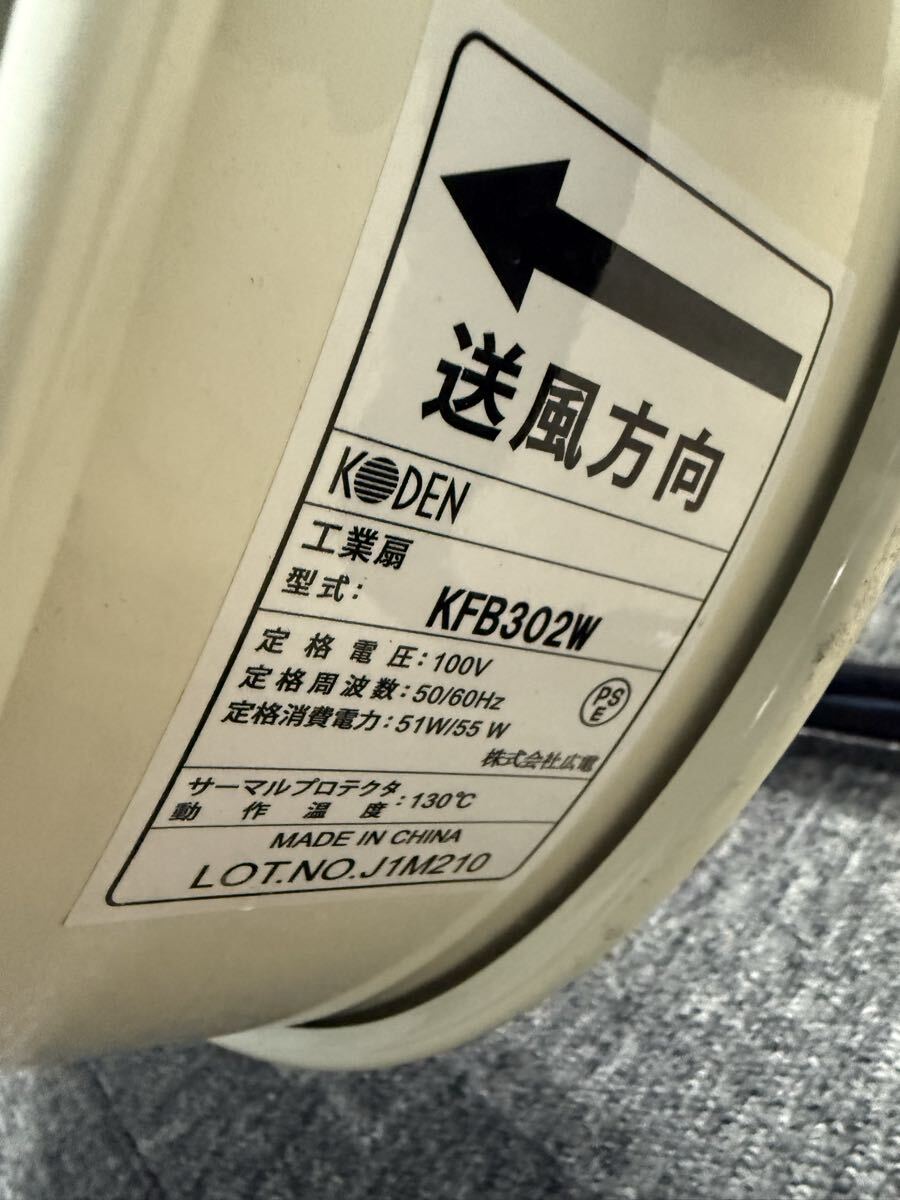 送風方向
KODEN
工業扇
型式: KFB302W
定格電圧:100V
定格周波数:50/60Hz
定格消費電力:51W/55W
PS
E
株式会社広電
サーマルプロテクタ
動作温度:130℃
MADE IN CHINA
LOT.NO.J1M210